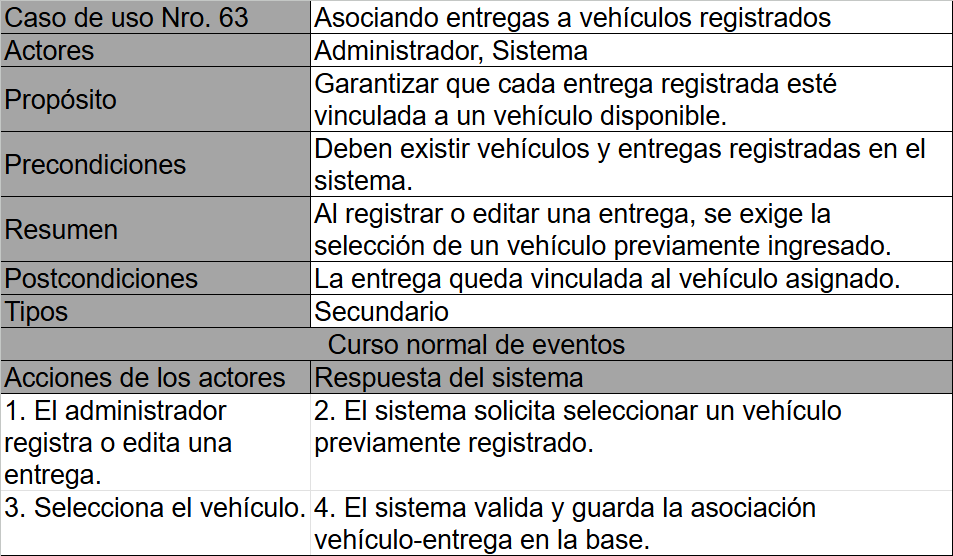 Caso de uso Nro. 63
Asociando entregas a vehículos registrados
Actores
Administrador, Sistema
Propósito
Garantizar que cada entrega registrada esté
vinculada a un vehículo disponible.
Precondiciones
Deben existir vehículos y entregas registradas en el
sistema.
Resumen
Al registrar o editar una entrega, se exige la
selección de un vehículo previamente ingresado.
Postcondiciones
La entrega queda vinculada al vehículo asignado.
Tipos
Secundario
Curso normal de eventos
Acciones de los actores
Respuesta del sistema
1. El administrador
registra o edita una
entrega.
2. El sistema solicita seleccionar un vehículo
previamente registrado.
3. Selecciona el vehículo.
4. El sistema valida y guarda la asociación
vehículo-entrega en la base.